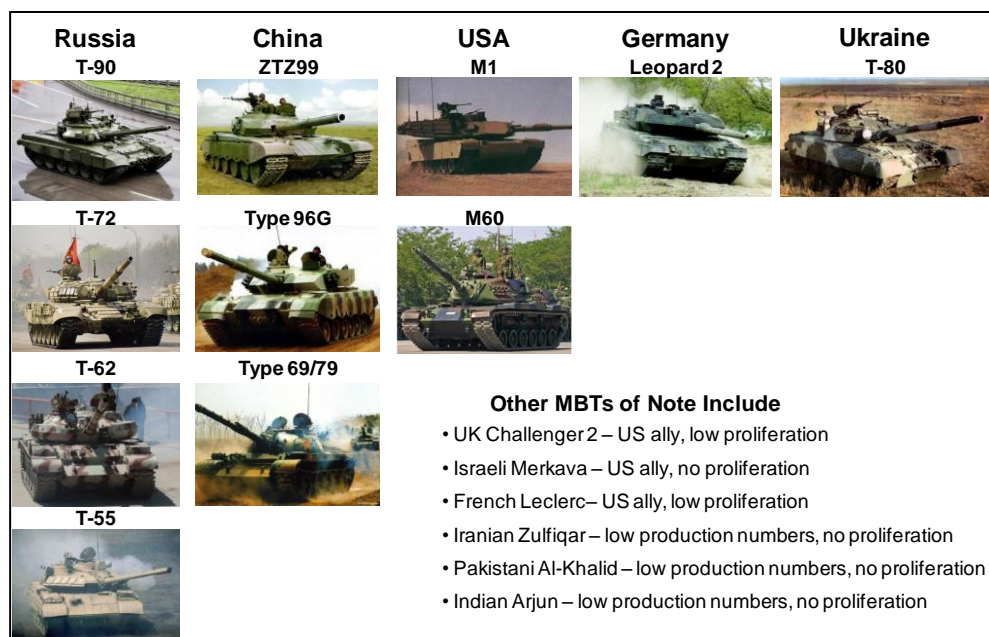 Russia China USA Germany Ukraine
T-90 ZTZ99 M1 Leopard 2 T-80
T-72 Type 96G M60
T-62 Type 69/79
Other MBTs of Note Include
• UK Challenger 2 – US ally, low proliferation
• Israeli Merkava – US ally, no proliferation
• French Leclerc– US ally, low proliferation
T-55
• Iranian Zulfiqar – low production numbers, no proliferation
• Pakistani Al-Khalid – low production numbers, no proliferation
• Indian Arjun – low production numbers, no proliferation